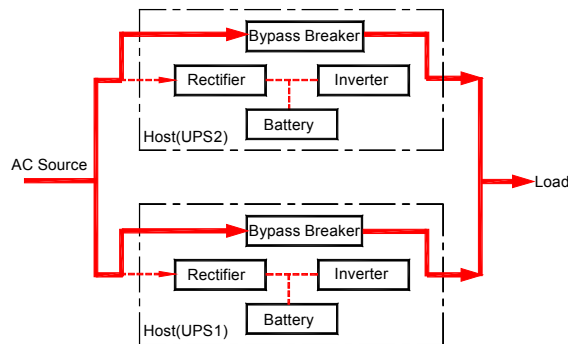 Bypass Breaker
Rectifier
Inverter
Battery
Host(UPS2)
AC Source
Load
Bypass Breaker
Rectifier
Inverter
Battery
Host(UPS1)